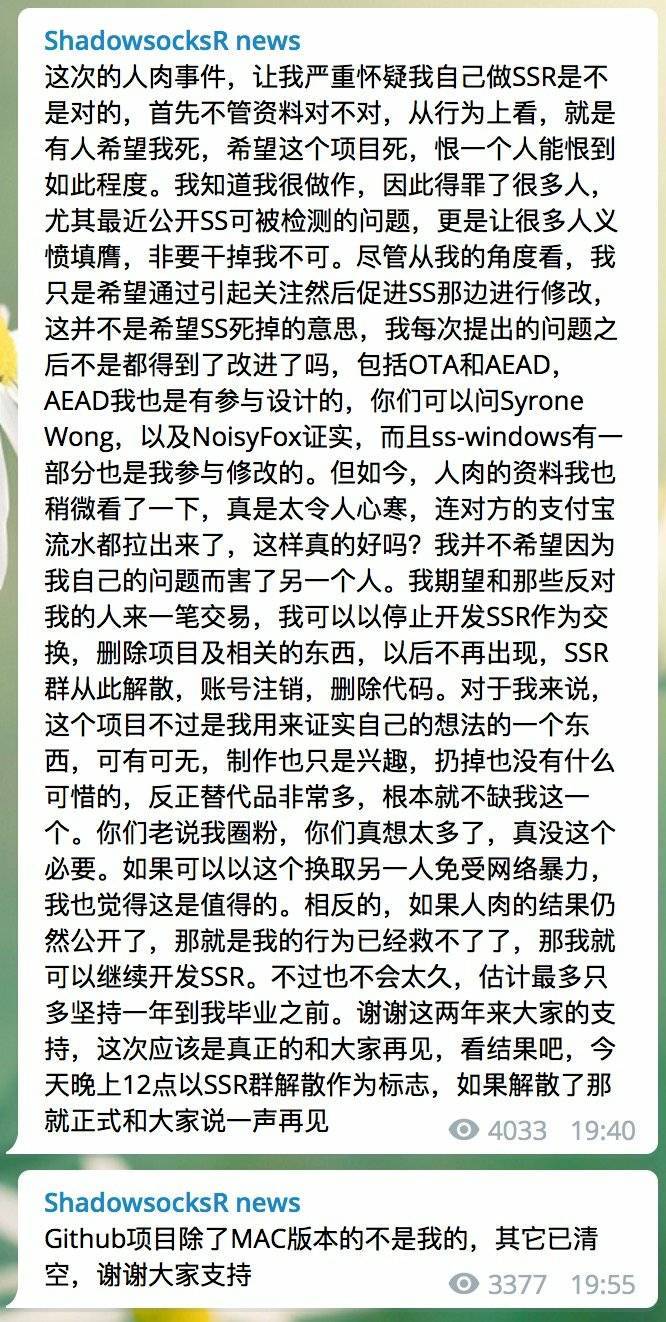 ShadowsocksR news
这次的人肉事件，让我严重怀疑我自己做SSR是不
是对的，首先不管资料对不对，从行为上看，就是
有人希望我死，希望这个项目死，恨一个人能恨到
如此程度。我知道我很做作，因此得罪了很多人，
尤其最近公开SS可被检测的问题，更是让很多人义
愤填膺，非要干掉我不可。尽管从我的角度看，我
只是希望通过引起关注然后促进SS那边进行修改，
这并不是希望SS死掉的意思，我每次提出的问题之
后不是都得到了改进了吗，包括OTA和AEAD，
AEAD我也是有参与设计的，你们可以问Syrone
Wong，以及NoisyFox证实，而且ss-windows有一
部分也是我参与修改的。但如今，人肉的资料我也
稍微看了一下，真是太令人心寒，连对方的支付宝
流水都拉出来了，这样真的好吗？我并不希望因为
我自己的问题而害了另一个人。我期望和那些反对
我的人来一笔交易，我可以以停止开发SSR作为交
换，删除项目及相关的东西，以后不再出现，SSR
群从此解散，账号注销，删除代码。对于我来说，
这个项目不过是我用来证实自己的想法的一个东
西，可有可无，制作也只是兴趣，扔掉也没有什么
可惜的，反正替代品非常多，根本就不缺我这一
个。你们老说我圈粉，你们真想太多了，真没这个
必要。如果可以以这个换取另一人免受网络暴力，
我也觉得这是值得的。相反的，如果人肉的结果仍
然公开了，那就是我的行为已经救不了了，那我就
可以继续开发SSR。不过也不会太久，估计最多只
多坚持一年到我毕业之前。谢谢这两年来大家的支
持，这次应该是真正的和大家再见，看结果吧，今
天晚上12点以SSR群解散作为标志，如果解散了那
就正式和大家说一声再见
4033 19:40
ShadowsocksR news
Github项目除了MAC版本的不是我的，其它已清
空，谢谢大家支持
3377 19:55